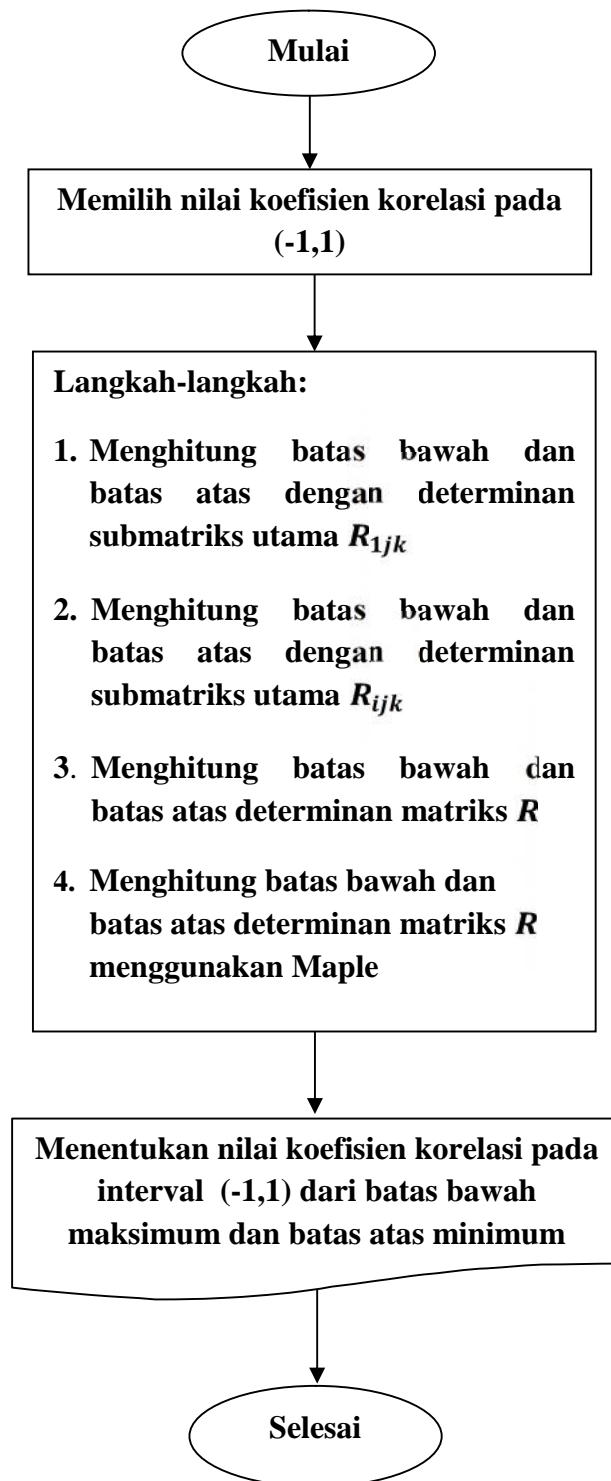 Mulai
Memilih nilai koefisien korelasi pada
(-1,1)
Langkah-langkah:
1. Menghitung batas bawah dan
batas atas dengan determinan
submatriks utama R₁ⱼₖ
2. Menghitung batas bawah dan
batas atas dengan determinan
submatriks utama Rᵢⱼₖ
3. Menghitung batas bawah dan
batas atas determinan matriks R
4. Menghitung batas bawah dan
batas atas determinan matriks R
menggunakan Maple
Menentukan nilai koefisien korelasi pada
interval (-1,1) dari batas bawah
maksimum dan batas atas minimum
Selesai